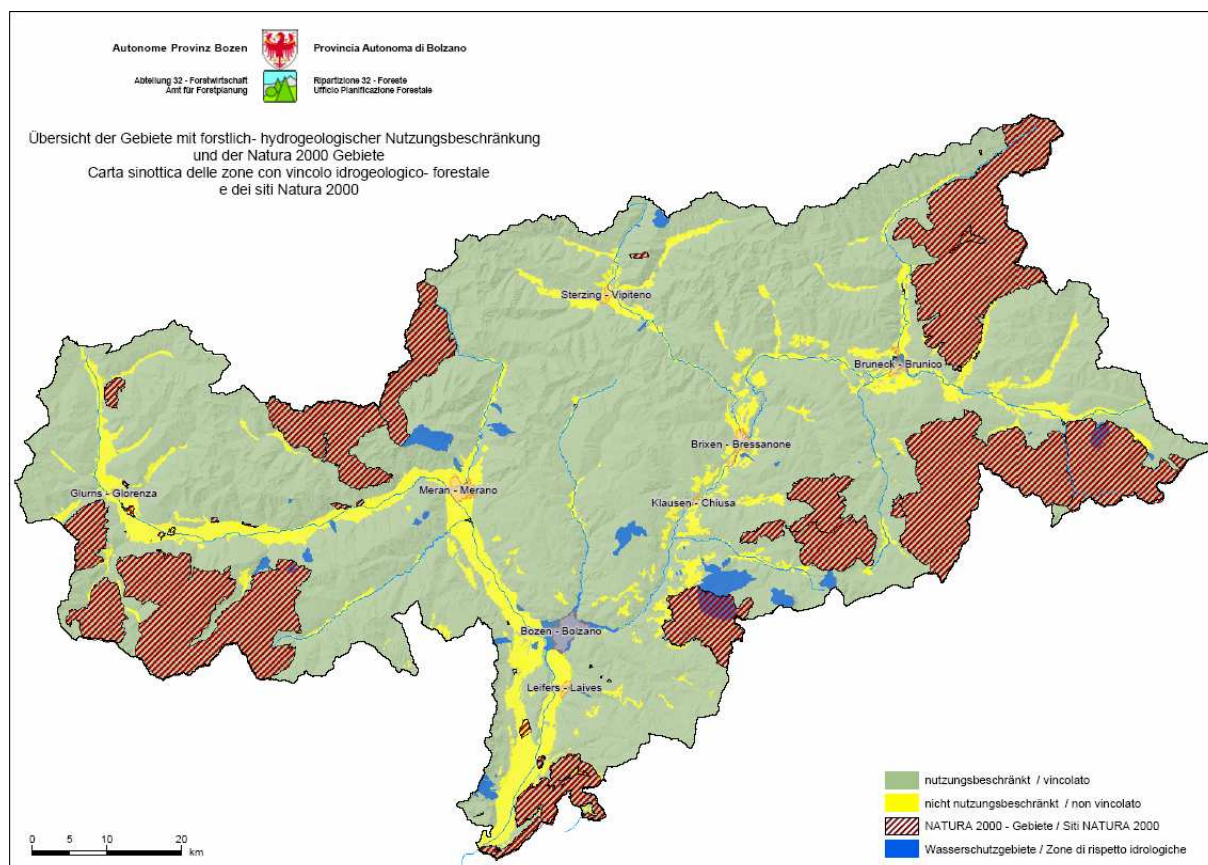 Autonome Provinz Bozen
Provincia Autonoma di Bolzano
Abteilung 32 - Forstwirtschaft
Amt für Forstplanung
Ripartizione 32 - Foreste
Ufficio Pianificazione Forestale
Übersicht der Gebiete mit forstlich- hydrogeologischer Nutzungsbeschränkung
und der Natura 2000 Gebiete
Carta sinottica delle zone con vincolo idrogeologico- forestale
e dei siti Natura 2000
Sterzing - Vipiteno
Bruneck - Brunico
Brixen - Bressanone
Glurns - Glorenza
Meran - Merano
Klausen - Chiusa
Bozen - Bolzano
Leifers - Laives
nutzungsbeschränkt / vincolato
nicht nutzungsbeschränkt / non vincolato
NATURA 2000 - Gebiete / Siti NATURA 2000
Wasserschutzgebiete / Zone di rispetto idrologiche
0 5 10 20
km